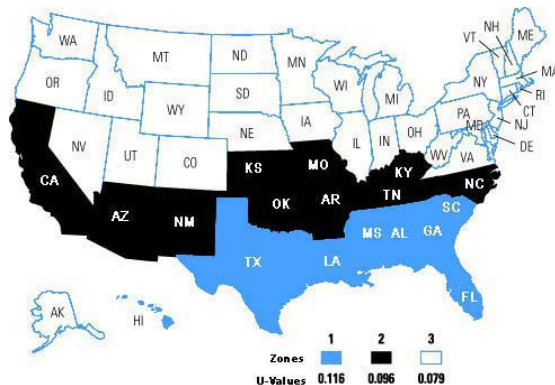 WA
MT
ND
MN
VT
NH
ME
OR
ID
WY
SD
WI
MI
NY
MA
RI
CT
NV
UT
CO
NE
IA
IL
IN
OH
PA
NJ
MD
DE
WV
VA
CA
AZ
NM
KS
OK
MO
AR
KY
TN
NC
TX
LA
MS
AL
GA
SC
FL
AK
HI
1 2 3
Zones
U-Values 0.116 0.096 0.079